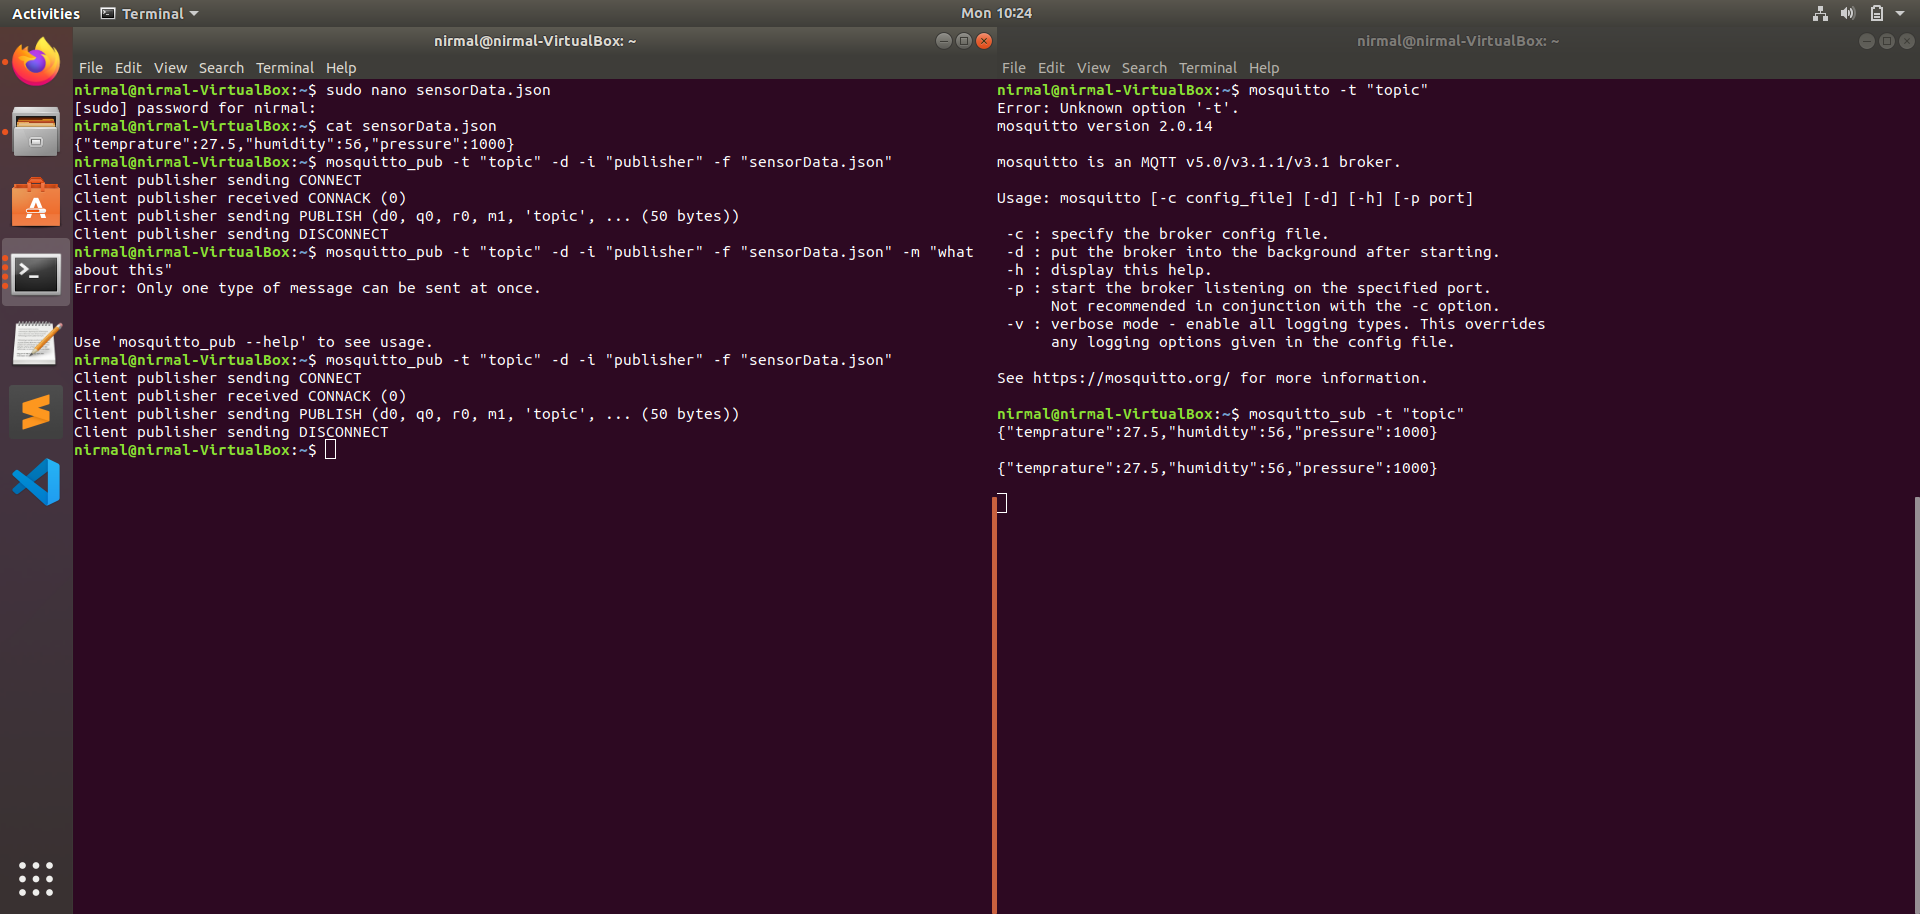 Activities Terminal Mon 10:24
nirmal@nirmal-VirtualBox: ~
File Edit View Search Terminal Help
nirmal@nirmal-VirtualBox:~$ sudo nano sensorData.json
[sudo] password for nirmal:
nirmal@nirmal-VirtualBox:~$ cat sensorData.json
{"temprature":27.5,"humidity":56,"pressure":1000}
nirmal@nirmal-VirtualBox:~$ mosquitto_pub -t "topic" -d -i "publisher" -f "sensorData.json"
Client publisher sending CONNECT
Client publisher received CONNACK (0)
Client publisher sending PUBLISH (d0, q0, r0, m1, 'topic', ... (50 bytes))
Client publisher sending DISCONNECT
nirmal@nirmal-VirtualBox:~$ mosquitto_pub -t "topic" -d -i "publisher" -f "sensorData.json" -m "what
about this"
Error: Only one type of message can be sent at once.
Use 'mosquitto_pub --help' to see usage.
nirmal@nirmal-VirtualBox:~$ mosquitto_pub -t "topic" -d -i "publisher" -f "sensorData.json"
Client publisher sending CONNECT
Client publisher received CONNACK (0)
Client publisher sending PUBLISH (d0, q0, r0, m1, 'topic', ... (50 bytes))
Client publisher sending DISCONNECT
nirmal@nirmal-VirtualBox:~$
nirmal@nirmal-VirtualBox: ~
File Edit View Search Terminal Help
nirmal@nirmal-VirtualBox:~$ mosquitto -t "topic"
Error: Unknown option '-t'.
mosquitto version 2.0.14
mosquitto is an MQTT v5.0/v3.1.1/v3.1 broker.
Usage: mosquitto [-c config_file] [-d] [-h] [-p port]
-c : specify the broker config file.
-d : put the broker into the background after starting.
-h : display this help.
-p : start the broker listening on the specified port.
Not recommended in conjunction with the -c option.
-v : verbose mode - enable all logging types. This overrides
any logging options given in the config file.
See https://mosquitto.org/ for more information.
nirmal@nirmal-VirtualBox:~$ mosquitto_sub -t "topic"
{"temprature":27.5,"humidity":56,"pressure":1000}
{"temprature":27.5,"humidity":56,"pressure":1000}